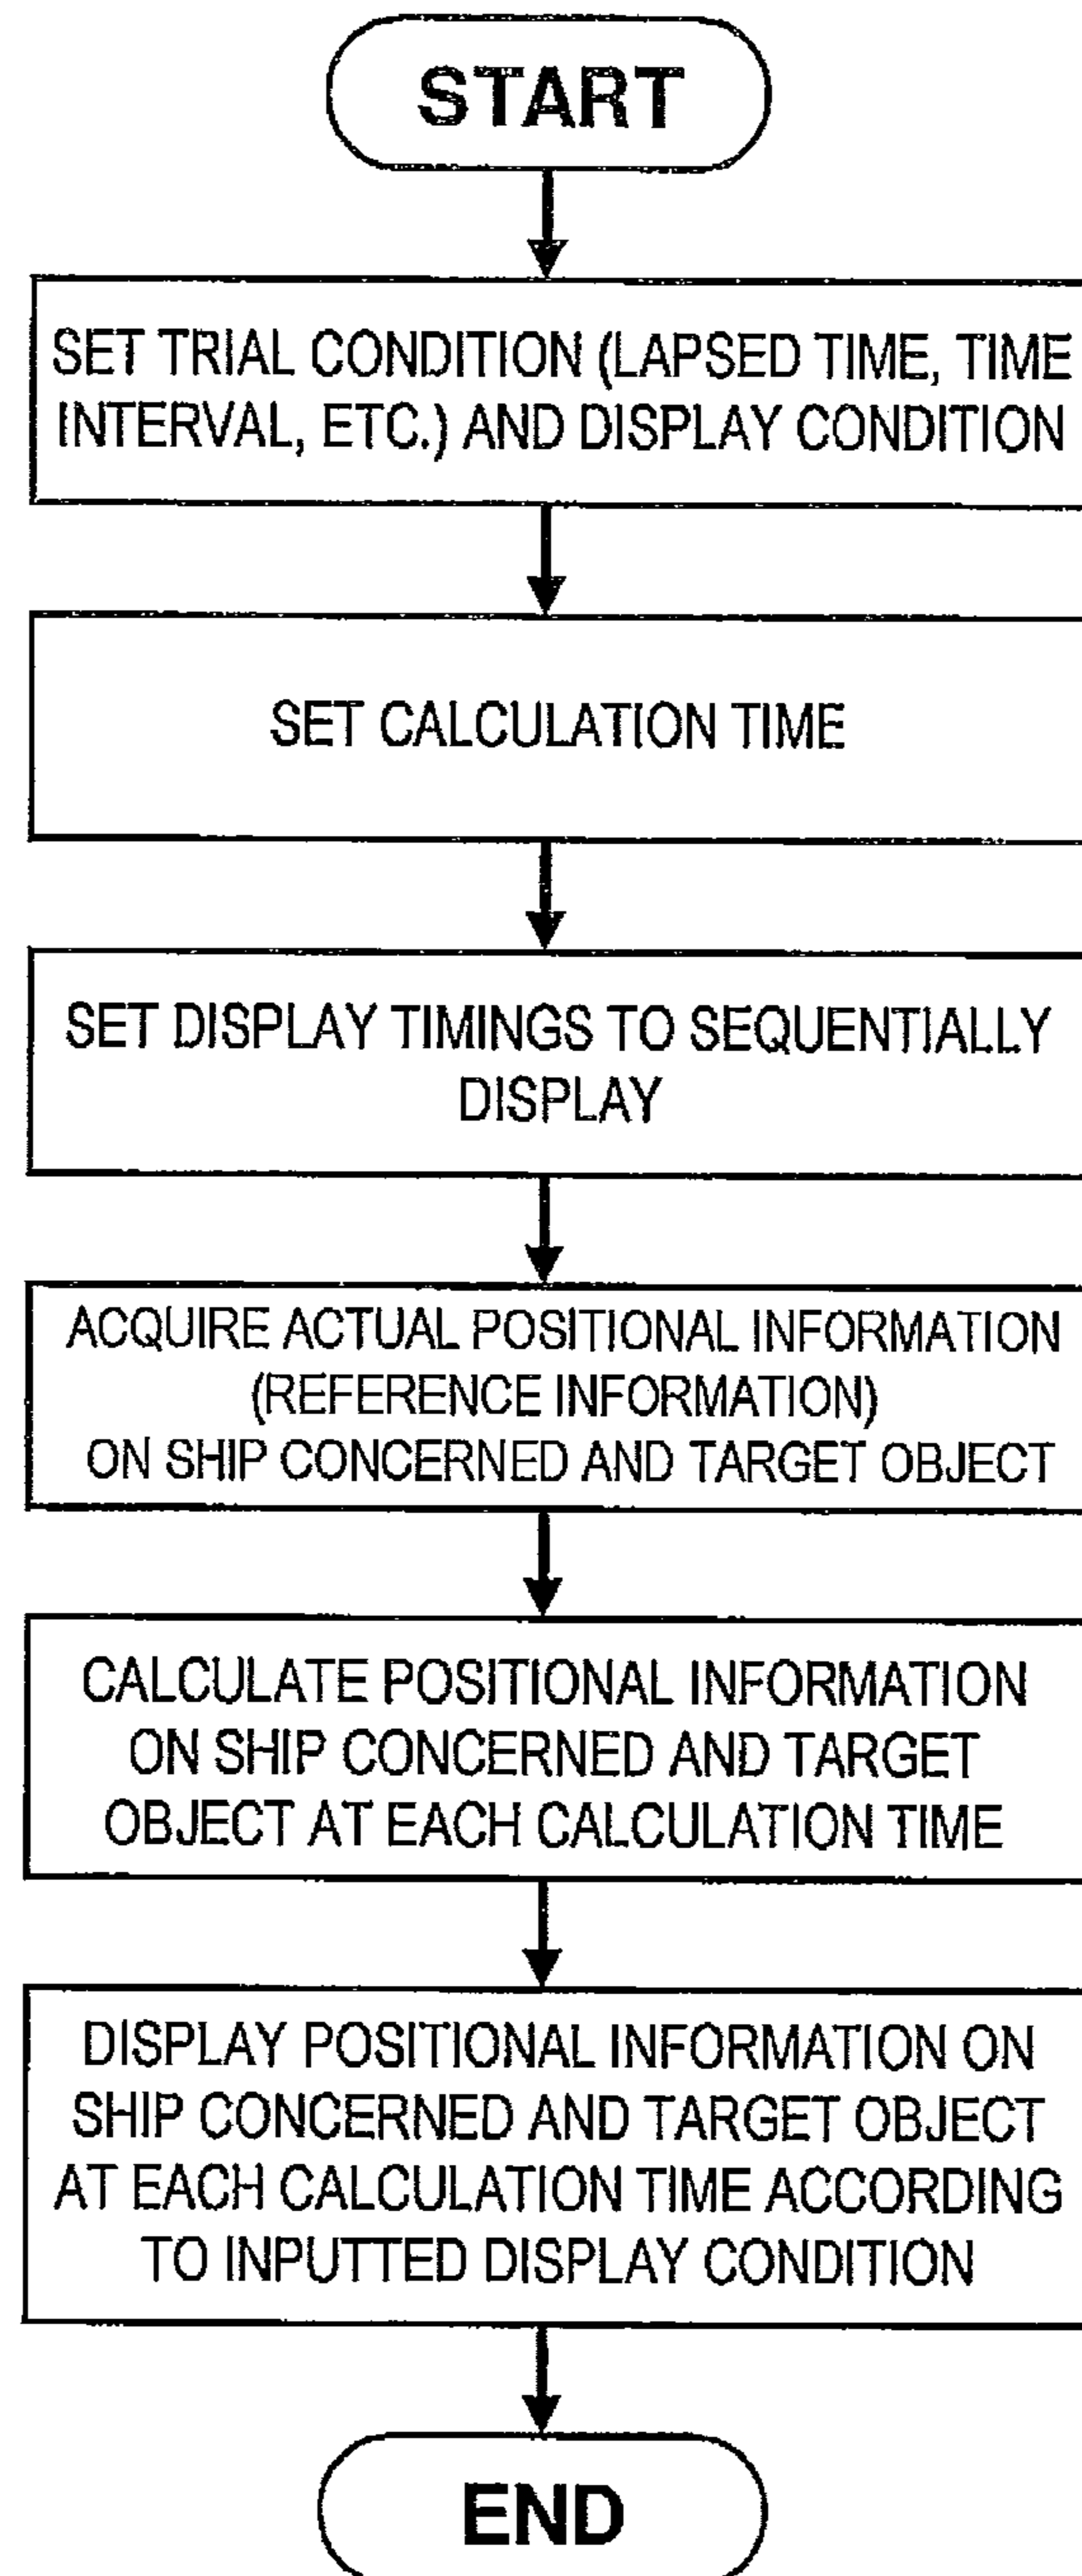 START
SET TRIAL CONDITION (LAPSED TIME, TIME
INTERVAL, ETC.) AND DISPLAY CONDITION
SET CALCULATION TIME
SET DISPLAY TIMINGS TO SEQUENTIALLY
DISPLAY
ACQUIRE ACTUAL POSITIONAL INFORMATION
(REFERENCE INFORMATION)
ON SHIP CONCERNED AND TARGET OBJECT
CALCULATE POSITIONAL INFORMATION
ON SHIP CONCERNED AND TARGET
OBJECT AT EACH CALCULATION TIME
DISPLAY POSITIONAL INFORMATION ON
SHIP CONCERNED AND TARGET OBJECT
AT EACH CALCULATION TIME ACCORDING
TO INPUTTED DISPLAY CONDITION
END